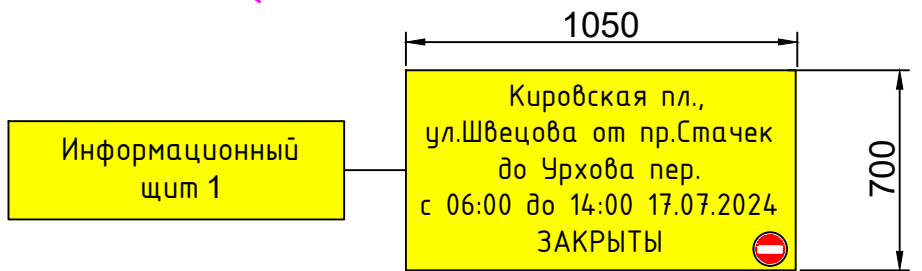 1050
Кировская пл.,
ул.Швецова от пр.Стачек
до Урхова пер.
с 06:00 до 14:00 17.07.2024
ЗАКРЫТЫ
Информационный
щит 1
700